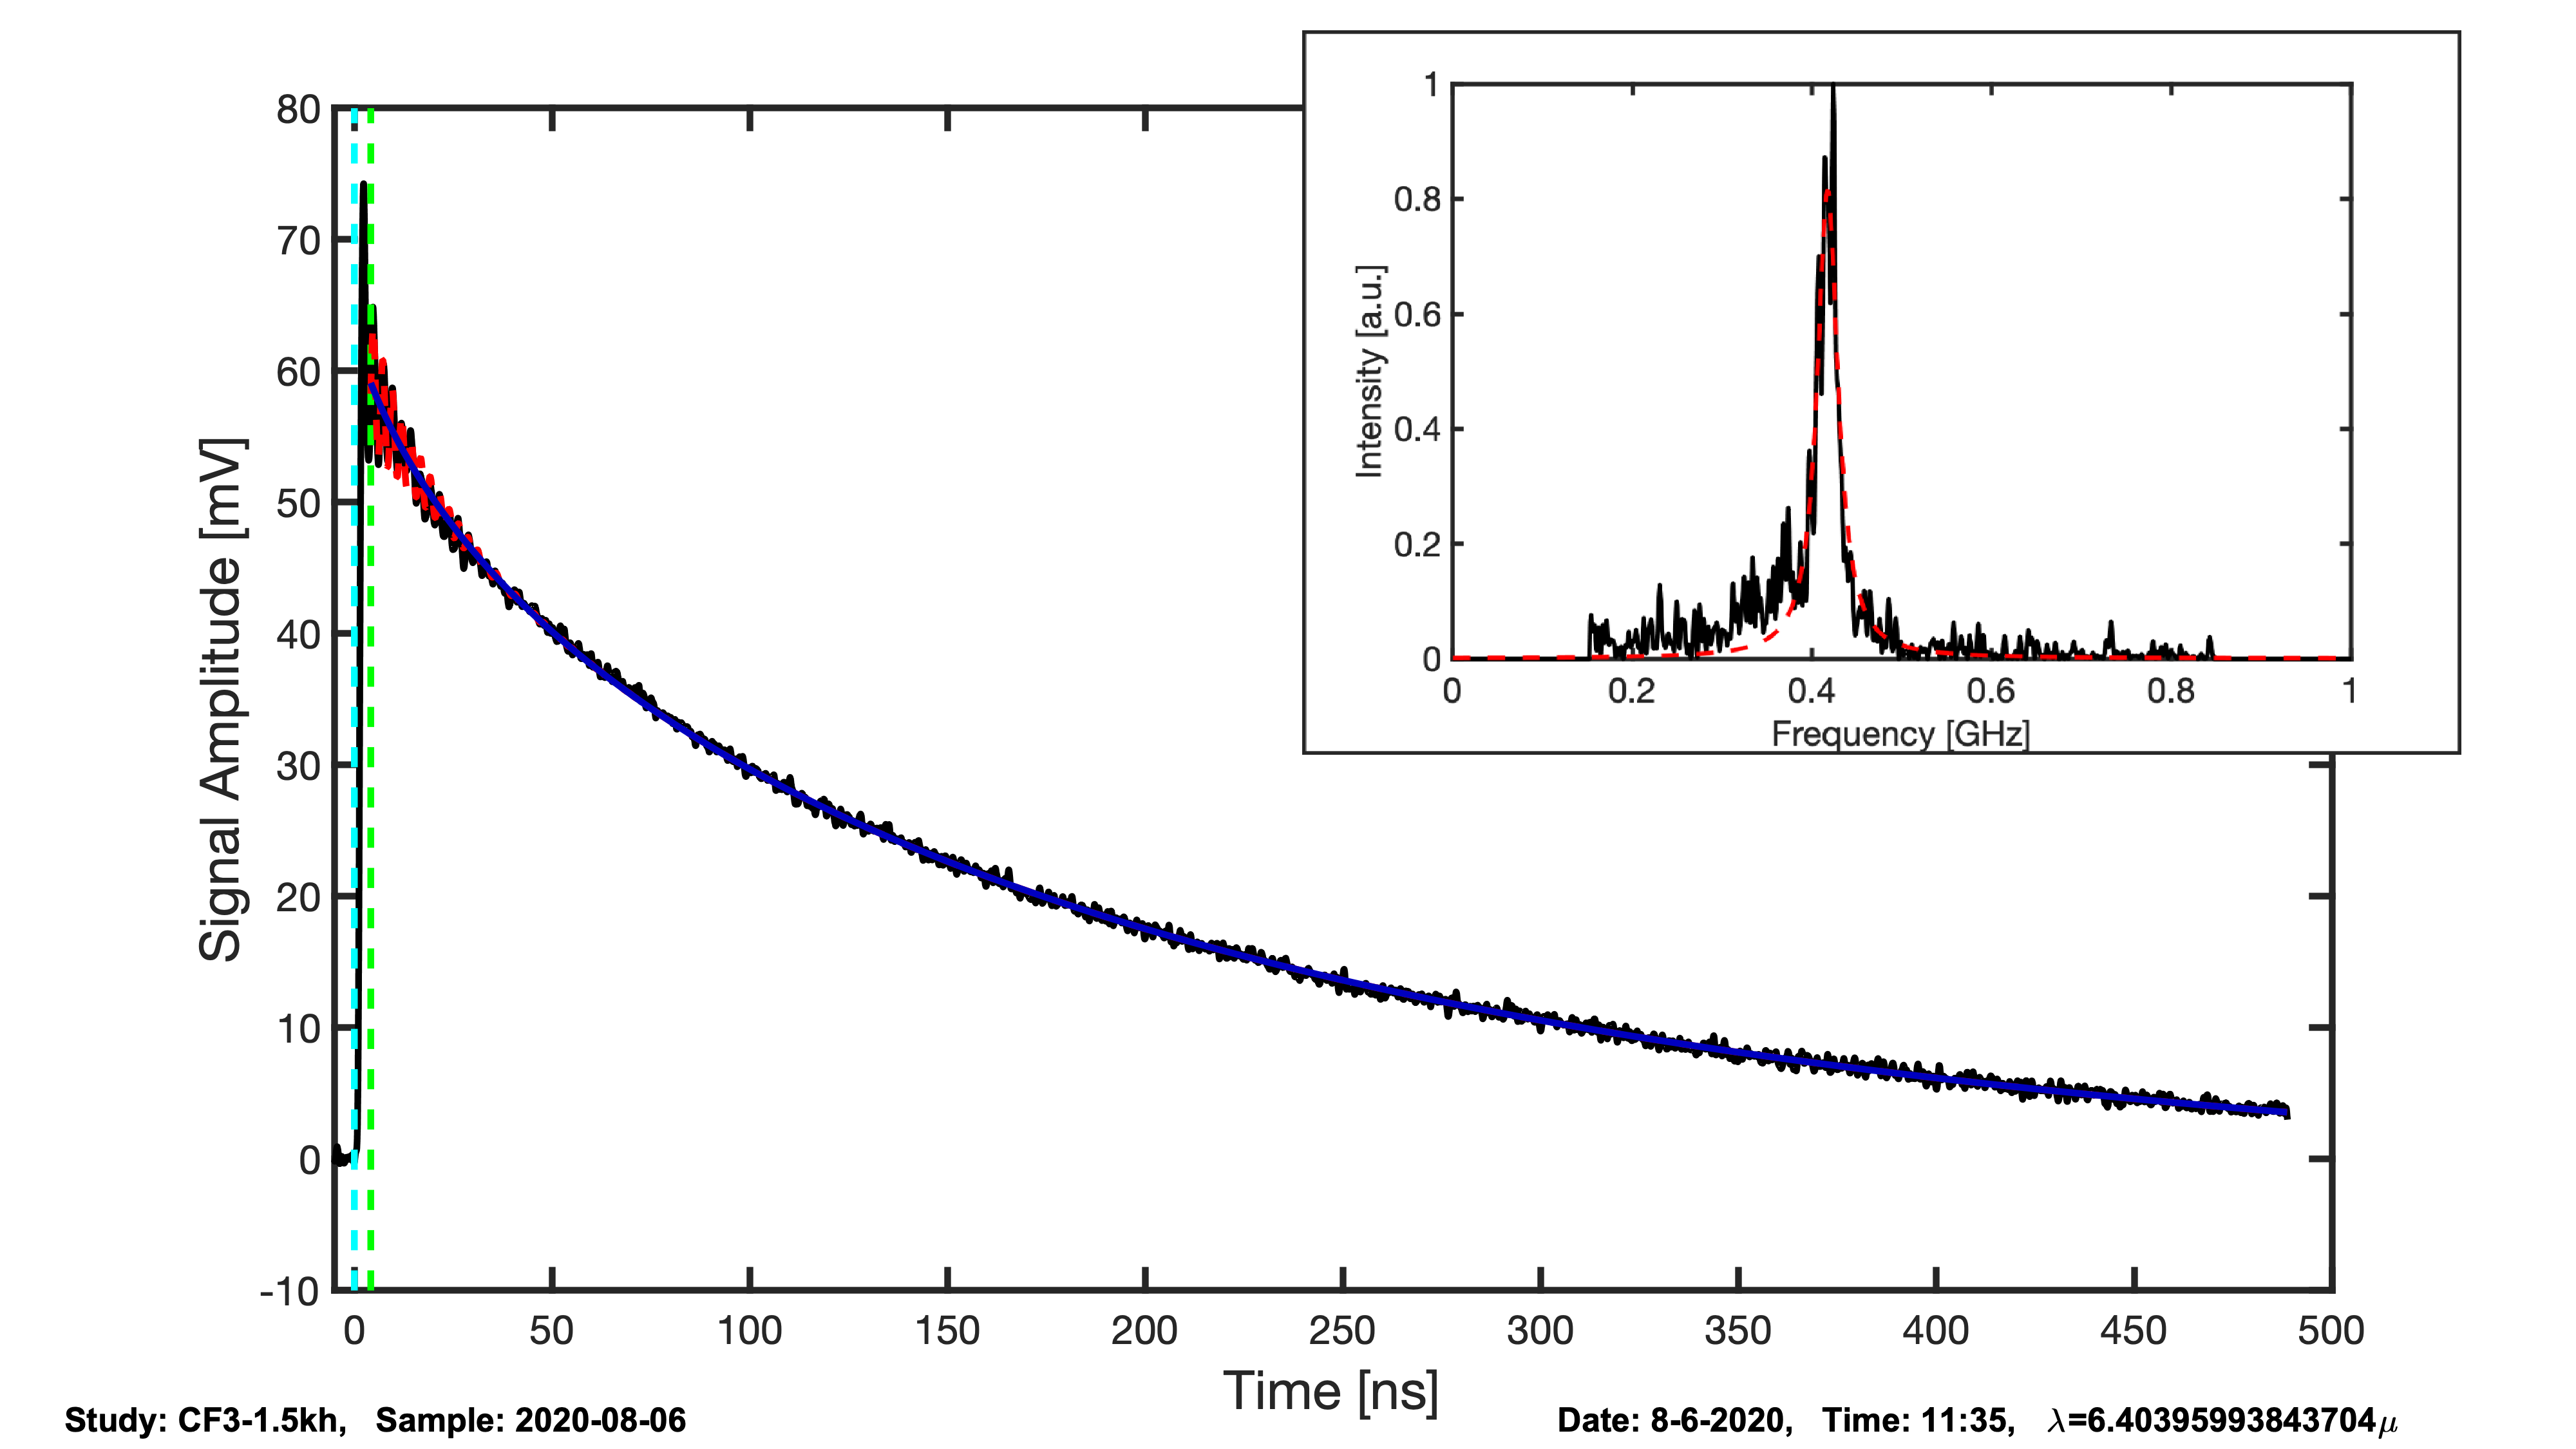 1
0.8
0.6
0.4
0.2
0
Intensity [a.u.]
0 0.2 0.4 0.6 0.8 1
Frequency [GHz]
80
70
60
50
40
30
20
10
0
-10
Signal Amplitude [mV]
0 50 100 150 200 250 300 350 400 450 500
Time [ns]
Study: CF3-1.5kh, Sample: 2020-08-06
Date: 8-6-2020, Time: 11:35, λ=6.40395993843704μ